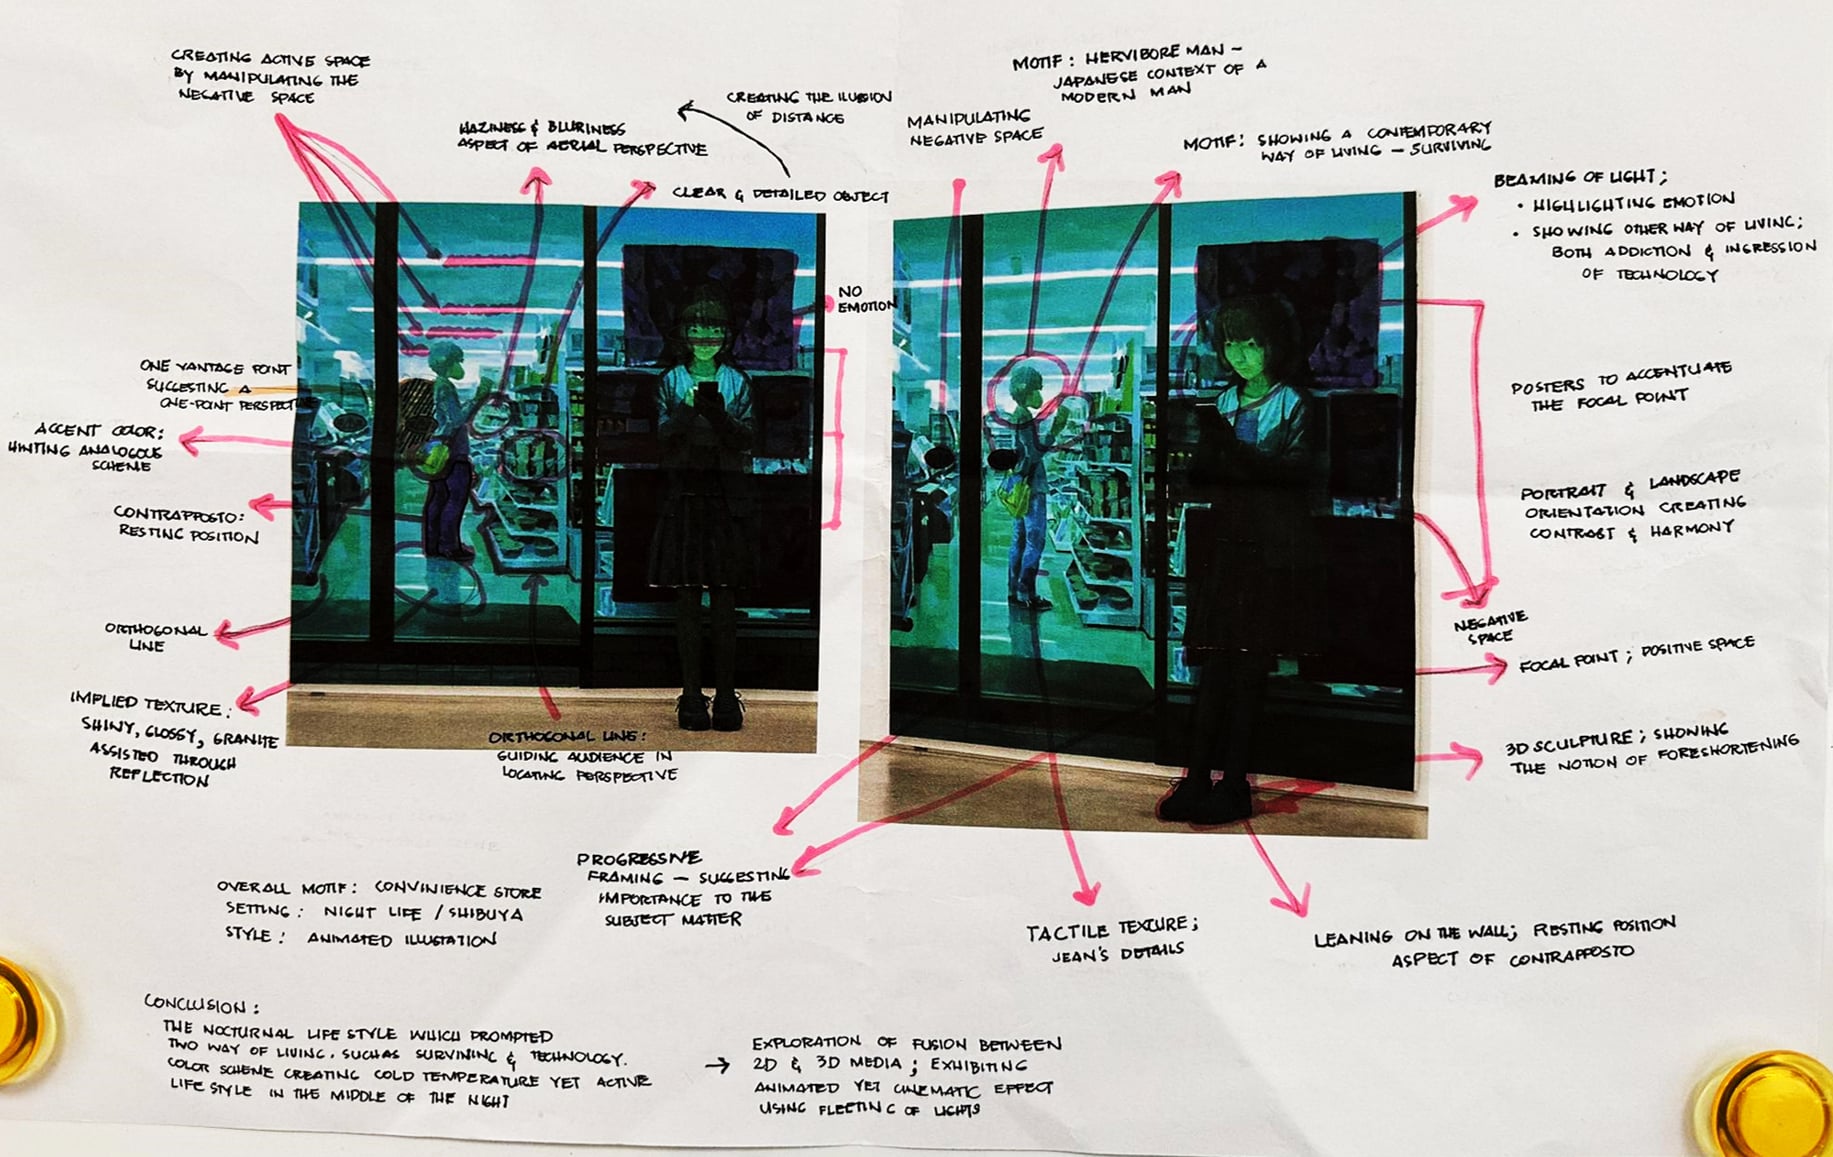 CREATING ACTIVE SPACE
BY MANIPULATING THE
NEGATIVE SPACE
HAZINESS & BLURINESS
ASPECT OF AERIAL PERSPECTIVE
CREATING THE ILLUSION
OF DISTANCE
CLEAR & DETAILED OBJECT
NO
EMOTION
ONE VANTAGE POINT
SUGGESTING A
ONE-POINT PERSPECTIVE
ACCENT COLOR:
HINTING ANALOGOUS
SCHEME
CONTRAPPOSTO:
RESTING POSITION
ORTHOGONAL
LINE
IMPLIED TEXTURE:
SHINY, GLOSSY, GRANITE
ASSISTED THROUGH
REFLECTION
ORTHOGONAL LINE:
GUIDING AUDIENCE IN
LOCATING PERSPECTIVE
MANIPULATING
NEGATIVE SPACE
MOTIF: HERVIBORE MAN -
JAPANESE CONTEXT OF A
MODERN MAN
MOTIF: SHOWING A CONTEMPORARY
WAY OF LIVING - SURVIVING
BEAMING OF LIGHT;
• HIGHLIGHTING EMOTION
• SHOWING OTHER WAY OF LIVING;
BOTH ADDICTION & INGRESSION
OF TECHNOLOGY
POSTERS TO ACCENTUATE
THE FOCAL POINT
PORTRAIT & LANDSCAPE
ORIENTATION CREATING
CONTRAST & HARMONY
NEGATIVE
SPACE
FOCAL POINT; POSITIVE SPACE
3D SCULPTURE; SHOWING
THE NOTION OF FORESHORTENING
PROGRESSIVE
FRAMING - SUGGESTING
IMPORTANCE TO THE
SUBJECT MATTER
TACTILE TEXTURE;
JEAN'S DETAILS
LEANING ON THE WALL; RESTING POSITION
ASPECT OF CONTRAPPOSTO
OVERALL MOTIF: CONVINIENCE STORE
SETTING: NIGHT LIFE / SHIBUYA
STYLE: ANIMATED ILLUSTATION
CONCLUSION:
THE NOCTURNAL LIFE STYLE WHICH PROMPTED
TWO WAY OF LIVING. SUCH AS SURVINING & TECHNOLOGY.
COLOR SCHEME CREATING COLD TEMPERATURE YET ACTIVE
LIFE STYLE IN THE MIDDLE OF THE NIGHT
→ EXPLORATION OF FUSION BETWEEN
2D & 3D MEDIA; EXHIBITING
ANIMATED YET CINEMATIC EFFECT
USING FLEETING OF LIGHTS